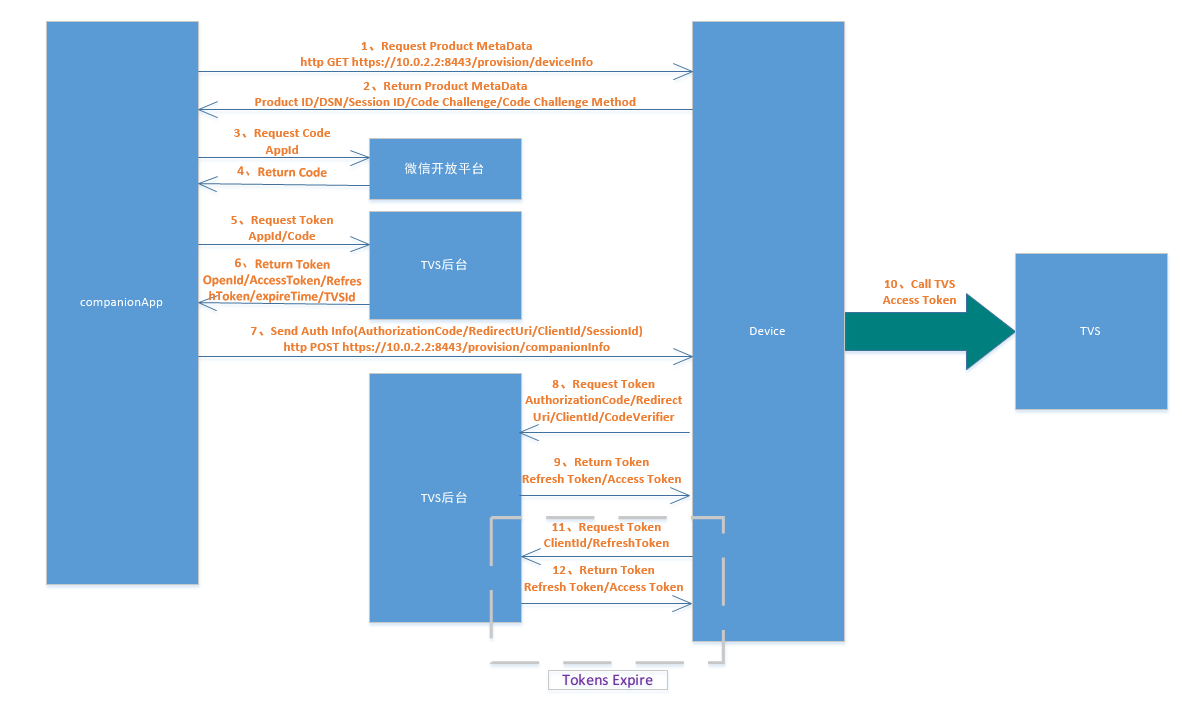 1、Request Product MetaData
http GET https://10.0.2.2:8443/provision/deviceInfo
2、Return Product MetaData
Product ID/DSN/Session ID/Code Challenge/Code Challenge Method
3、Request Code
AppId
微信开放平台
4、Return Code
5、Request Token
AppId/Code
TVS后台
6、Return Token
OpenId/AccessToken/Refres
hToken/expireTime/TVSId
companionApp
7、Send Auth Info(AuthorizationCode/RedirectUri/ClientId/SessionId)
http POST https://10.0.2.2:8443/provision/companionInfo
Device
10、Call TVS
Access Token
TVS
8、Request Token
AuthorizationCode/Redirect
Uri/ClientId/CodeVerifier
9、Return Token
Refresh Token/Access Token
TVS后台
11、Request Token
ClientId/RefreshToken
12、Return Token
Refresh Token/Access Token
Tokens Expire